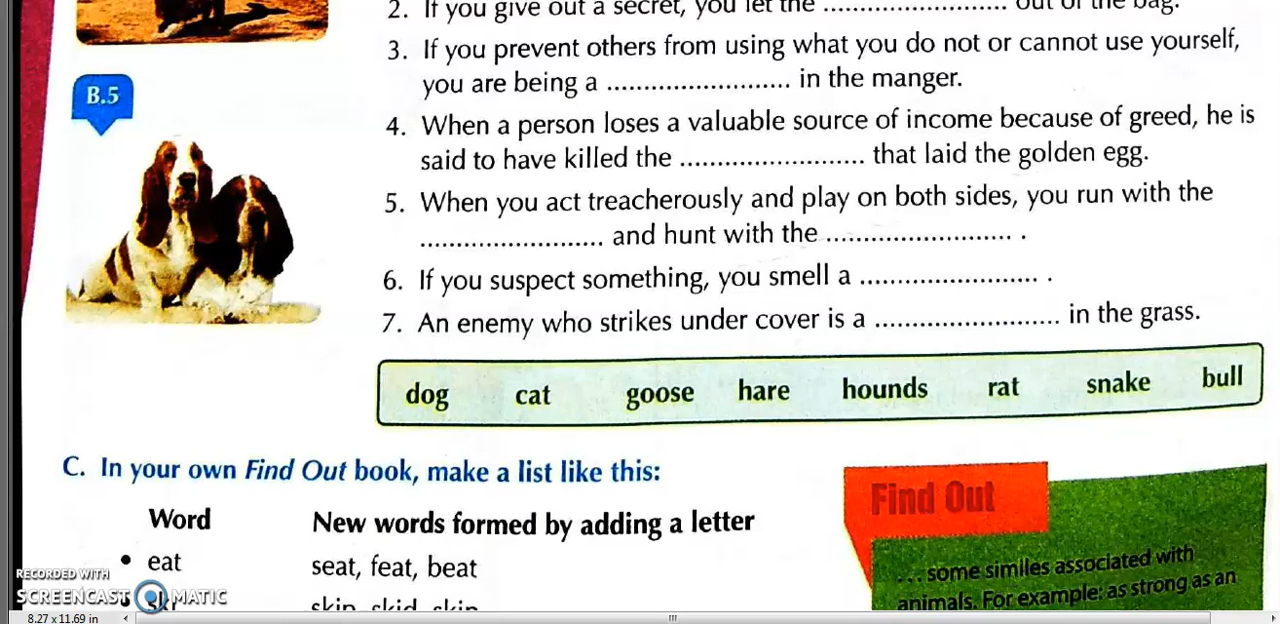 2. If you give out a secret, you let the .............................. out of the bag.
3. If you prevent others from using what you do not or cannot use yourself,
you are being a .............................. in the manger.
B.5
4. When a person loses a valuable source of income because of greed, he is
said to have killed the .............................. that laid the golden egg.
5. When you act treacherously and play on both sides, you run with the
.............................. and hunt with the .............................. .
6. If you suspect something, you smell a .............................. .
7. An enemy who strikes under cover is a .............................. in the grass.
dog cat goose hare hounds rat snake bull
C. In your own Find Out book, make a list like this:
Find Out
Word New words formed by adding a letter
• eat seat, feat, beat
... some similes associated with
animals. For example: as strong as an
RECORDED WITH
SCREENCAST MATIC
8.27 x 11.69 in